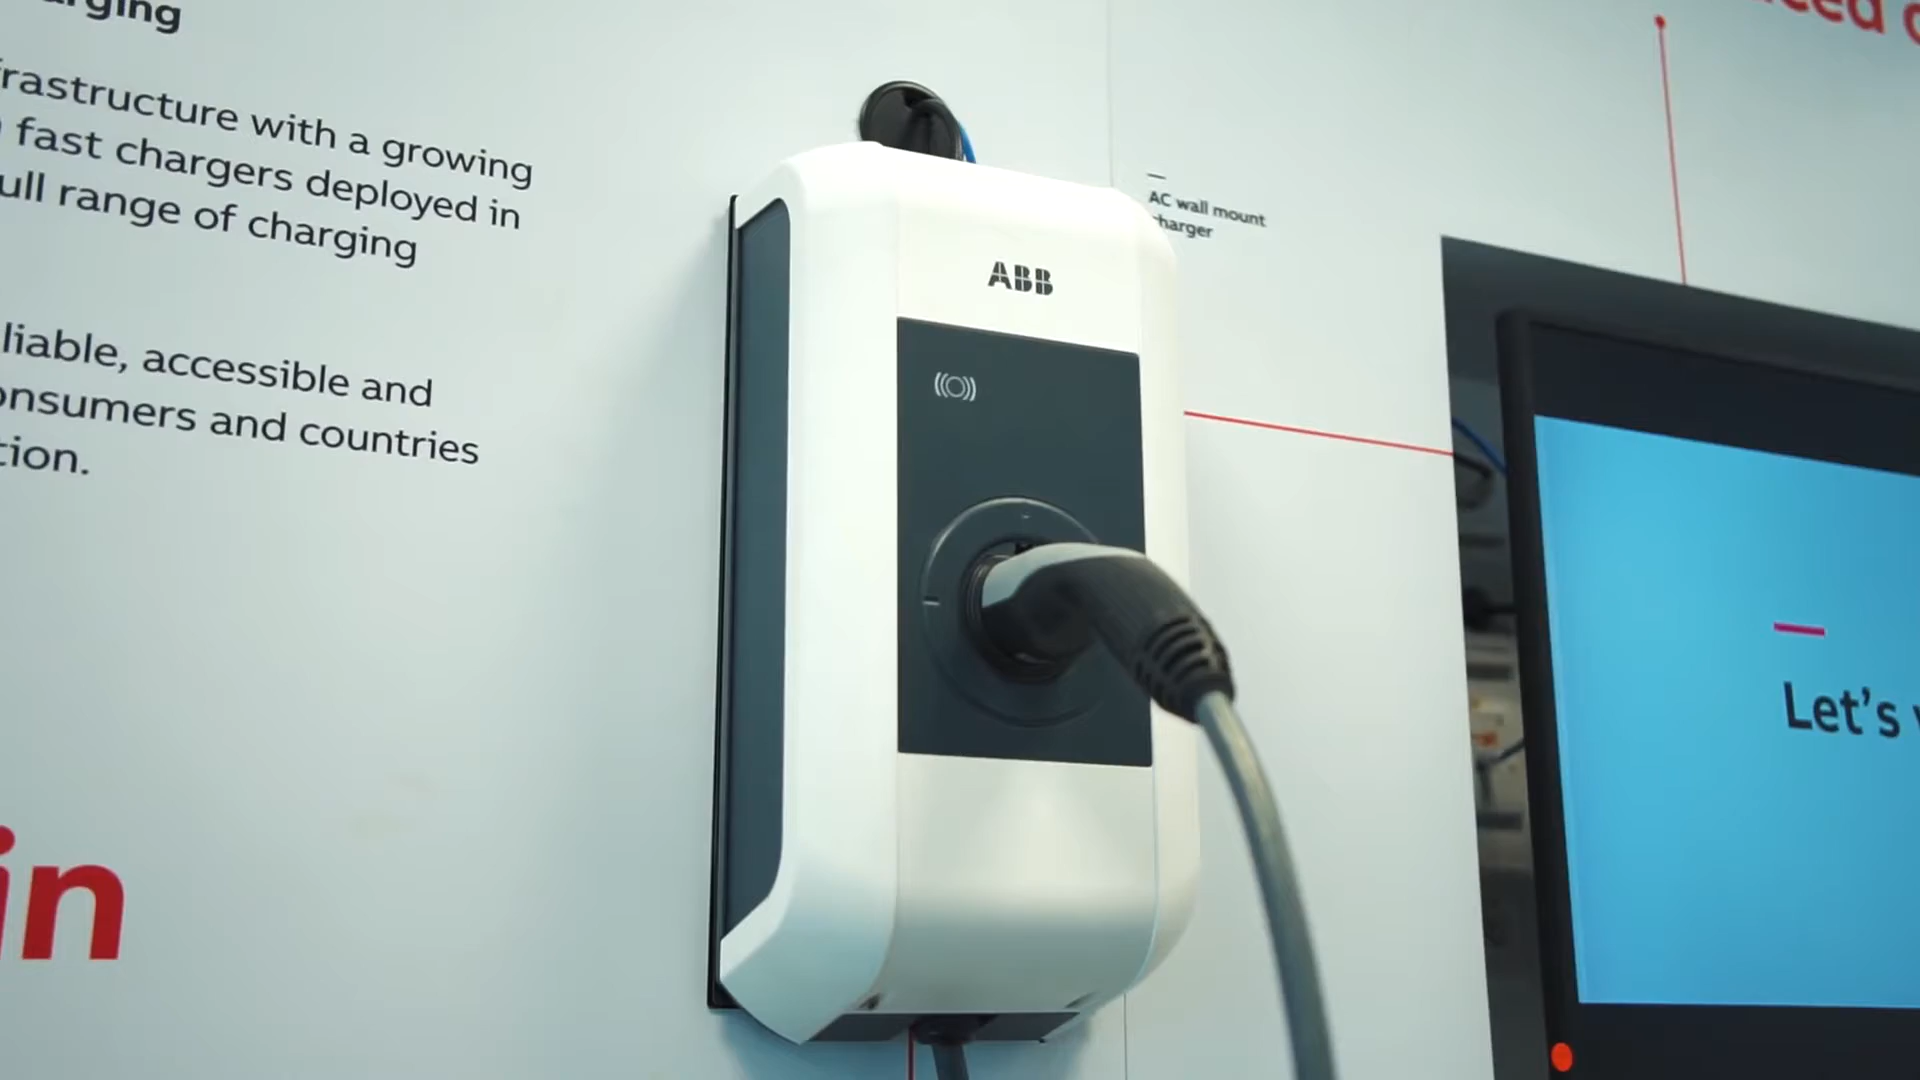 rging
frastructure with a growing
fast chargers deployed in
ull range of charging
liable, accessible and
onsumers and countries
tion.
in
ABB
AC wall mount
charger
Let's